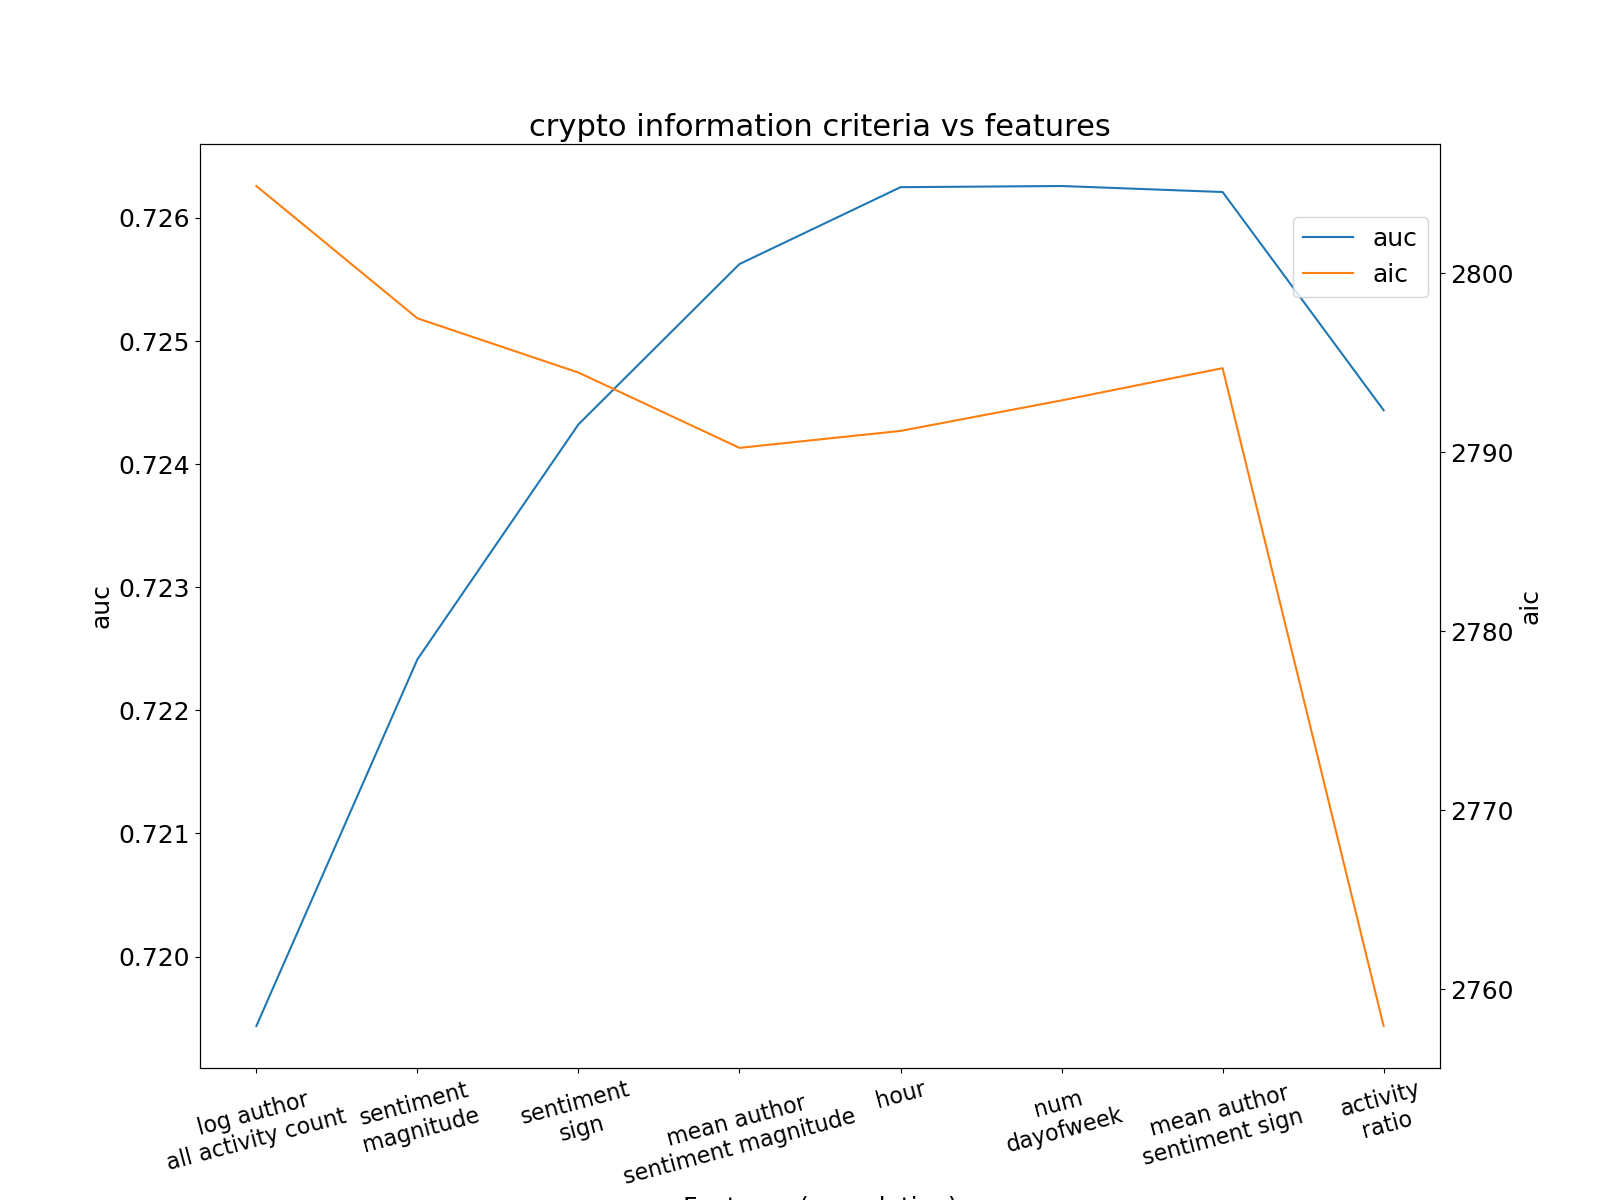 crypto information criteria vs features
auc
aic
0.726
0.725
0.724
0.723
0.722
0.721
0.720
auc
2800
2790
2780
2770
2760
aic
log author
all activity count
sentiment
magnitude
sentiment
sign
mean author
sentiment magnitude
hour
num
dayofweek
mean author
sentiment sign
activity
ratio